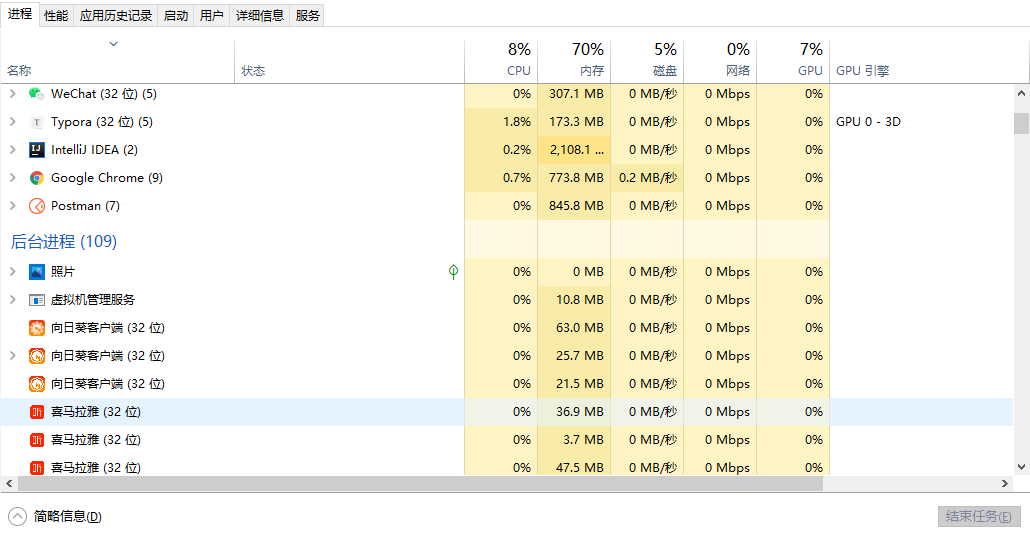 进程 性能 应用历史记录 启动 用户 详细信息 服务
8% 70% 5% 0% 7%
名称 状态 CPU 内存 磁盘 网络 GPU GPU 引擎
WeChat (32 位) (5) 0% 307.1 MB 0 MB/秒 0 Mbps 0%
Typora (32 位) (5) 1.8% 173.3 MB 0 MB/秒 0 Mbps 0% GPU 0 - 3D
IntelliJ IDEA (2) 0.2% 2,108.1 ... 0 MB/秒 0 Mbps 0%
Google Chrome (9) 0.7% 773.8 MB 0.2 MB/秒 0 Mbps 0%
Postman (7) 0% 845.8 MB 0 MB/秒 0 Mbps 0%
后台进程 (109)
照片 0% 0 MB 0 MB/秒 0 Mbps 0%
虚拟机管理服务 0% 10.8 MB 0 MB/秒 0 Mbps 0%
向日葵客户端 (32 位) 0% 63.0 MB 0 MB/秒 0 Mbps 0%
向日葵客户端 (32 位) 0% 25.7 MB 0 MB/秒 0 Mbps 0%
向日葵客户端 (32 位) 0% 21.5 MB 0 MB/秒 0 Mbps 0%
喜马拉雅 (32 位) 0% 36.9 MB 0 MB/秒 0 Mbps 0%
喜马拉雅 (32 位) 0% 3.7 MB 0 MB/秒 0 Mbps 0%
喜马拉雅 (32 位) 0% 47.5 MB 0 MB/秒 0 Mbps 0%
简略信息(D) 结束任务(E)